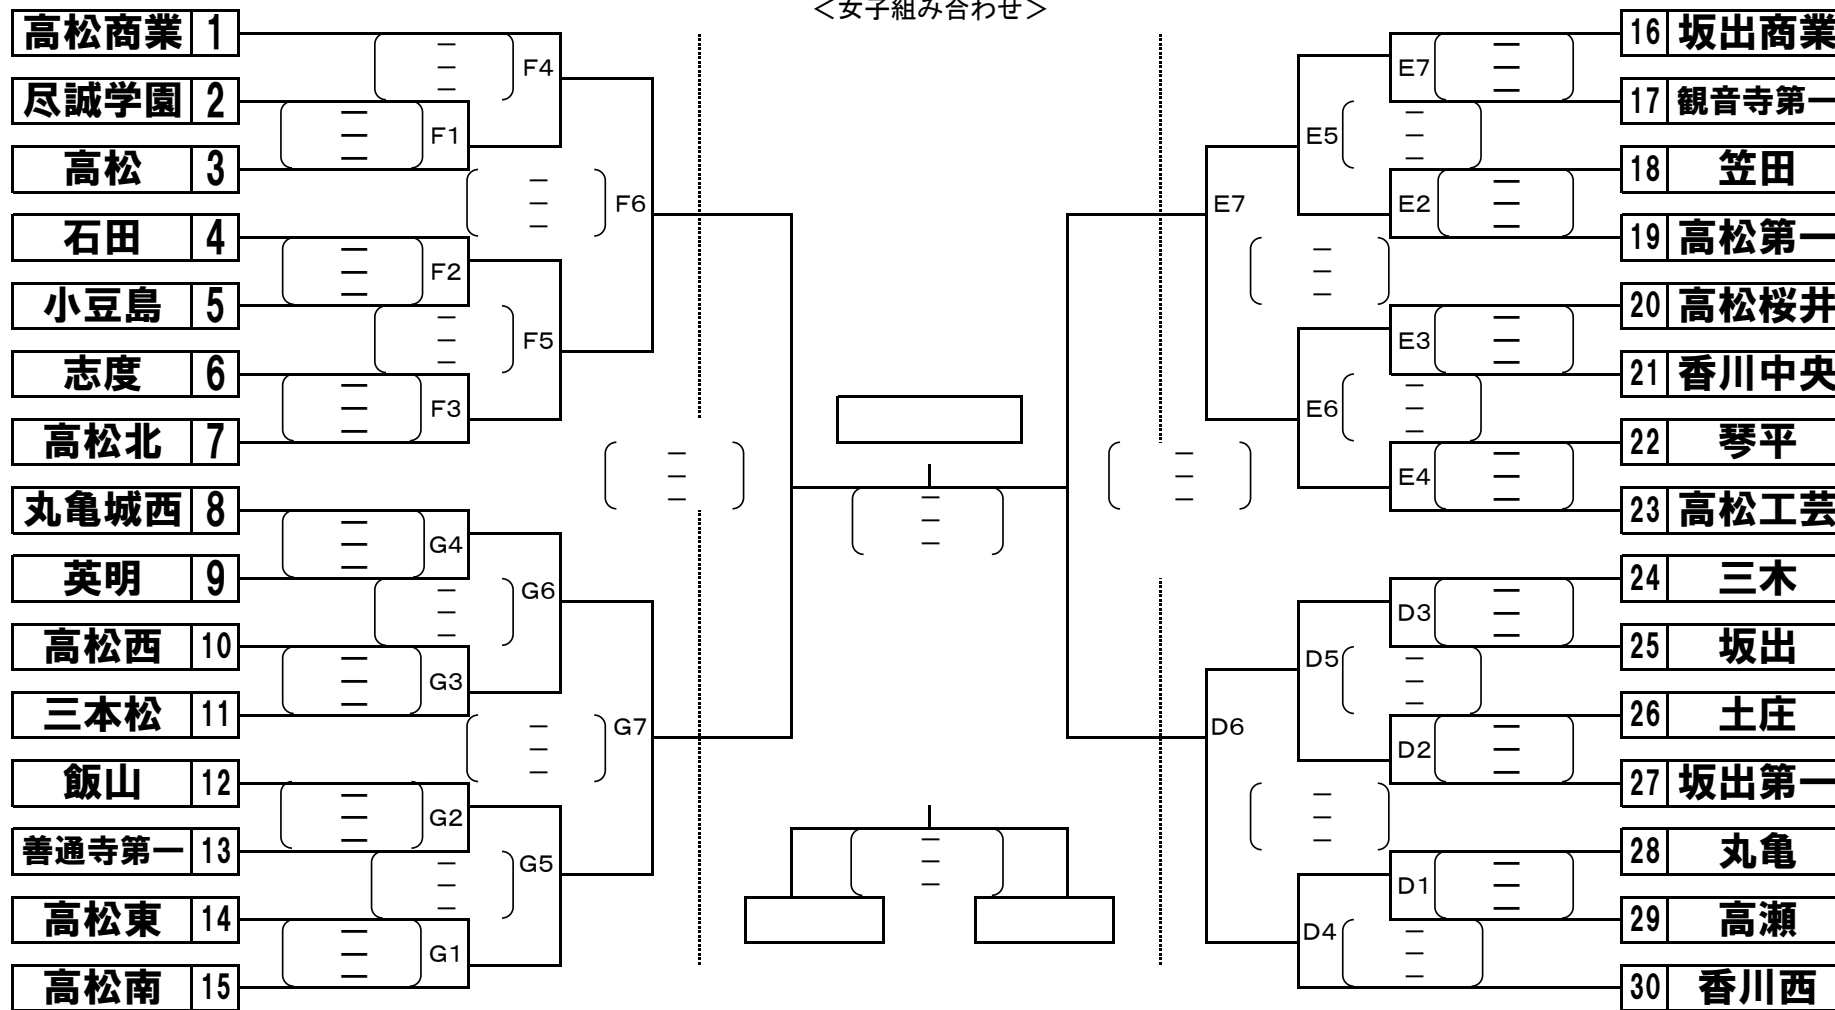 <女子組み合わせ>
高松商業 1
尽誠学園 2
高松 3
石田 4
小豆島 5
志度 6
高松北 7
丸亀城西 8
英明 9
高松西 10
三本松 11
飯山 12
善通寺第一 13
高松東 14
高松南 15
F4
F1
F6
F2
F5
F3
G4
G6
G3
G7
G2
G5
G1
E7
E5
E7
E2
E3
E6
E4
D3
D5
D6
D2
D1
D4
16 坂出商業
17 観音寺第一
18 笠田
19 高松第一
20 高松桜井
21 香川中央
22 琴平
23 高松工芸
24 三木
25 坂出
26 土庄
27 坂出第一
28 丸亀
29 高瀬
30 香川西